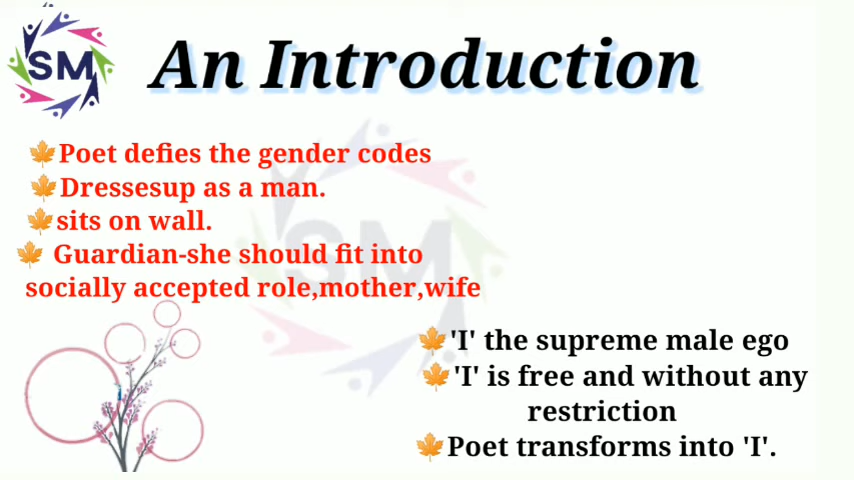 SM
An Introduction
Poet defies the gender codes
Dressesup as a man.
sits on wall.
Guardian-she should fit into
socially accepted role,mother,wife
SM
'I' the supreme male ego
'I' is free and without any
restriction
Poet transforms into 'I'.